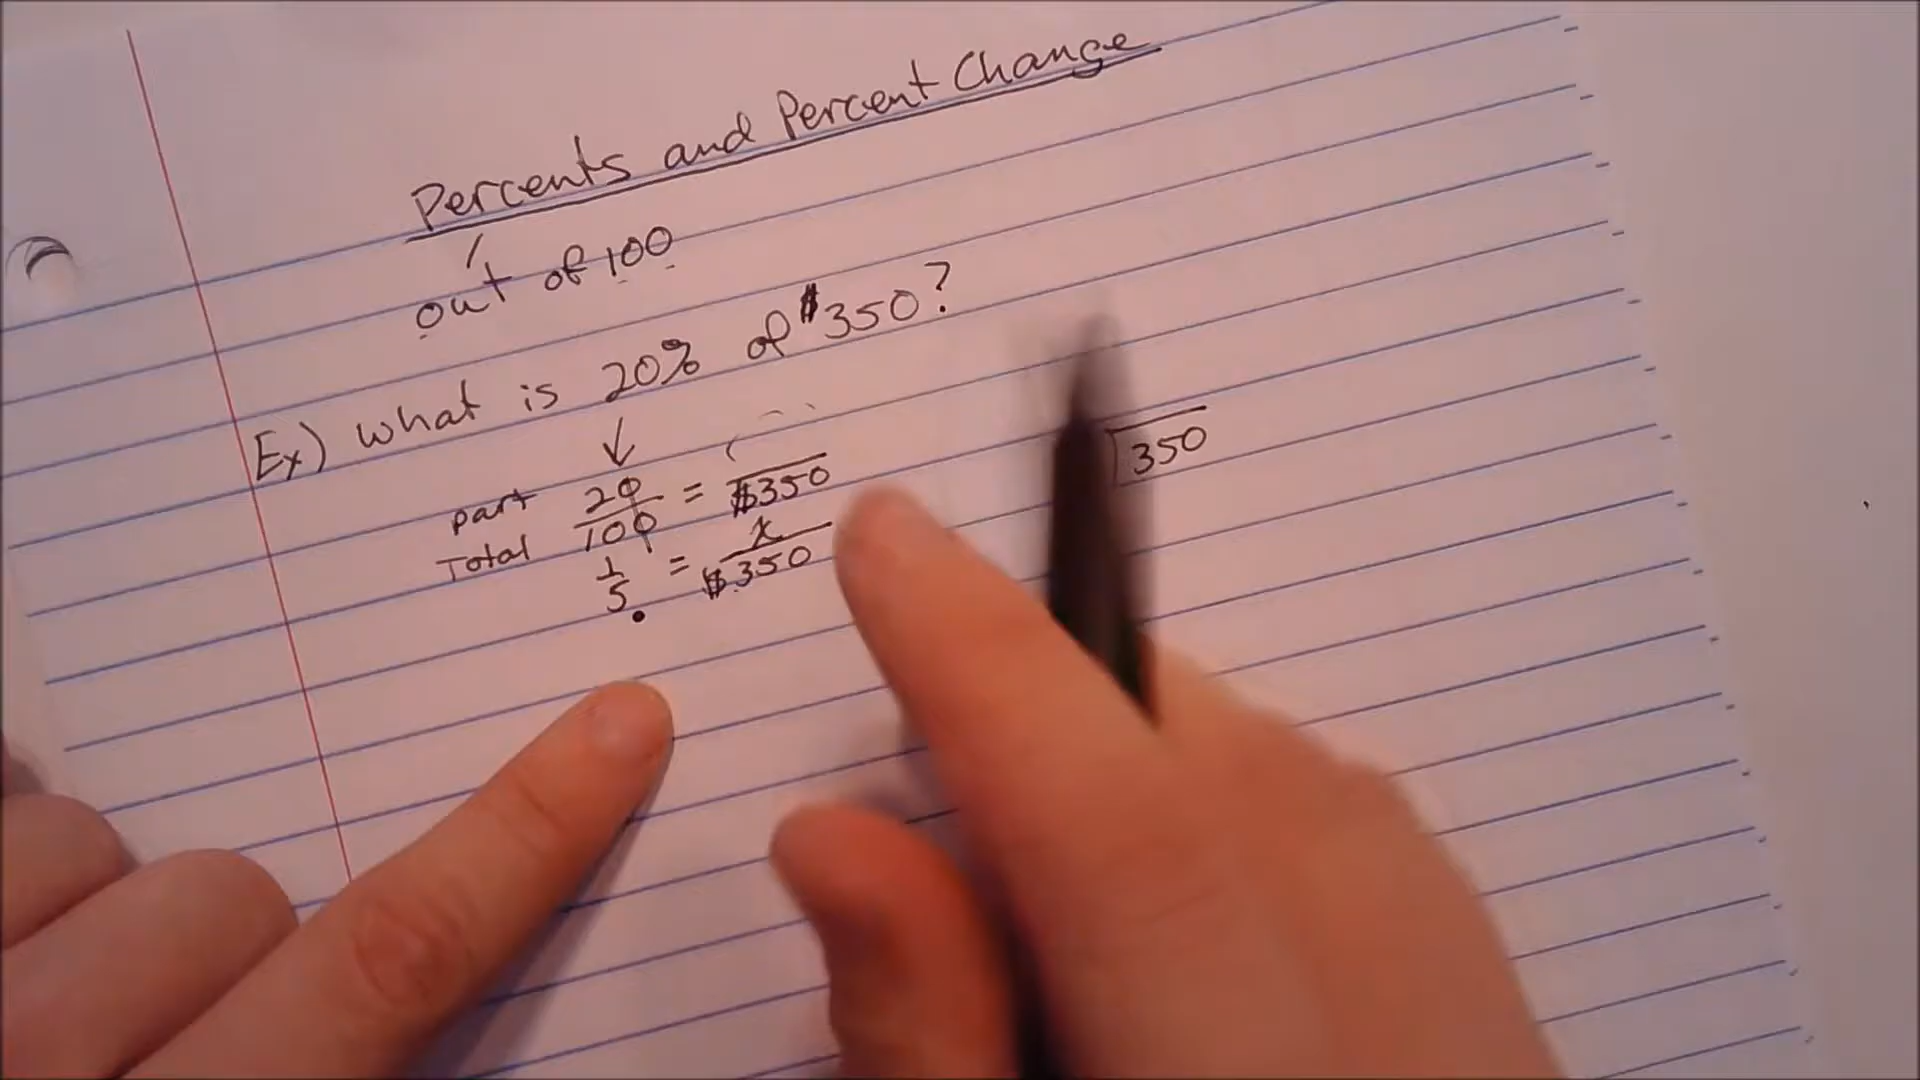 Percents and Percent Change
out of 100
Ex) What is 20% of $350?
part 20 = $350
Total 100
1 = x
5 $350
350